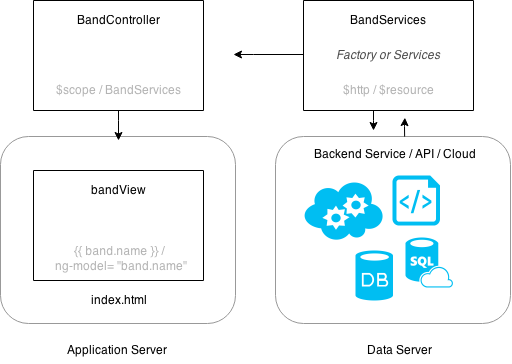 BandController
$scope / BandServices
BandServices
Factory or Services
$http / $resource
bandView
{{ band.name }} /
ng-model= "band.name"
index.html
Application Server
Backend Service / API / Cloud
</>
DB
SQL
Data Server